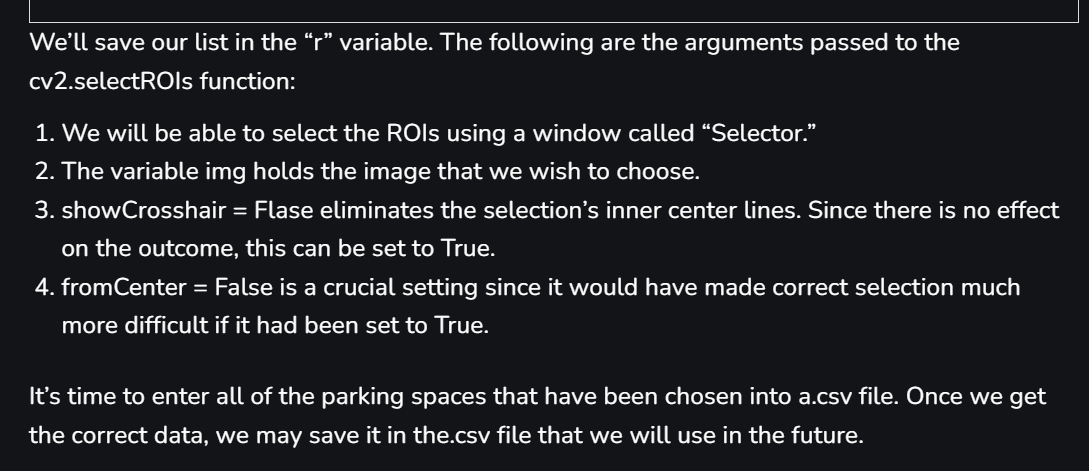 We’ll save our list in the “r” variable. The following are the arguments passed to the
cv2.selectROIs function:
1. We will be able to select the ROIs using a window called “Selector.”
2. The variable img holds the image that we wish to choose.
3. showCrosshair = Flase eliminates the selection’s inner center lines. Since there is no effect
on the outcome, this can be set to True.
4. fromCenter = False is a crucial setting since it would have made correct selection much
more difficult if it had been set to True.
It’s time to enter all of the parking spaces that have been chosen into a.csv file. Once we get
the correct data, we may save it in the.csv file that we will use in the future.